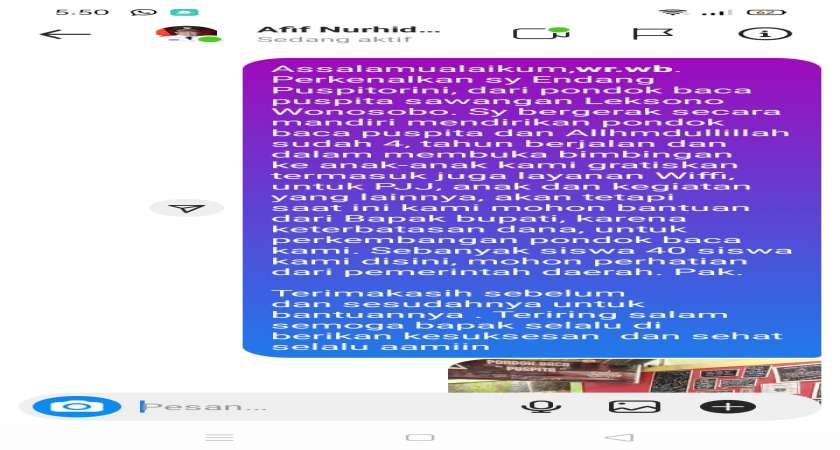 5.50
62
Afif Nurhid...
Sedang aktif
Assalamualaikum,wr.wb.
Perkenalkan sy Endang
Puspitorini, dari pondok baca
puspita sawangan Leksono
Wonosobo. Sy bergerak secara
mandiri mendirikan pondok
baca puspita dan Allhmdullillah
sudah 4, tahun berjalan dan
dalam membuka bimbingan
ke anak-anak kami gratiskan
termasuk juga layaman Wiffi,
untuk PJJ, anak dan kegiatan
yang lainnya, akan tetapi
saat ini kami mohon bantuan
dari Bapak bupati, karena
keterbatasan dana, untuk
perkembangan pondok baca
kami. Sebanyak siswa 40 siswa
kami disini, mohon perhatian
dari pemerintah daerah. Pak.
Terimakasih sebelum
dan sesudahnya untuk
bantuannya . Teriring salam
semoga bapak selalu di
berikan kesuksesan  dan sehat
selalu aamiin
PONDOK BACA
PUSPITA
Pesan...